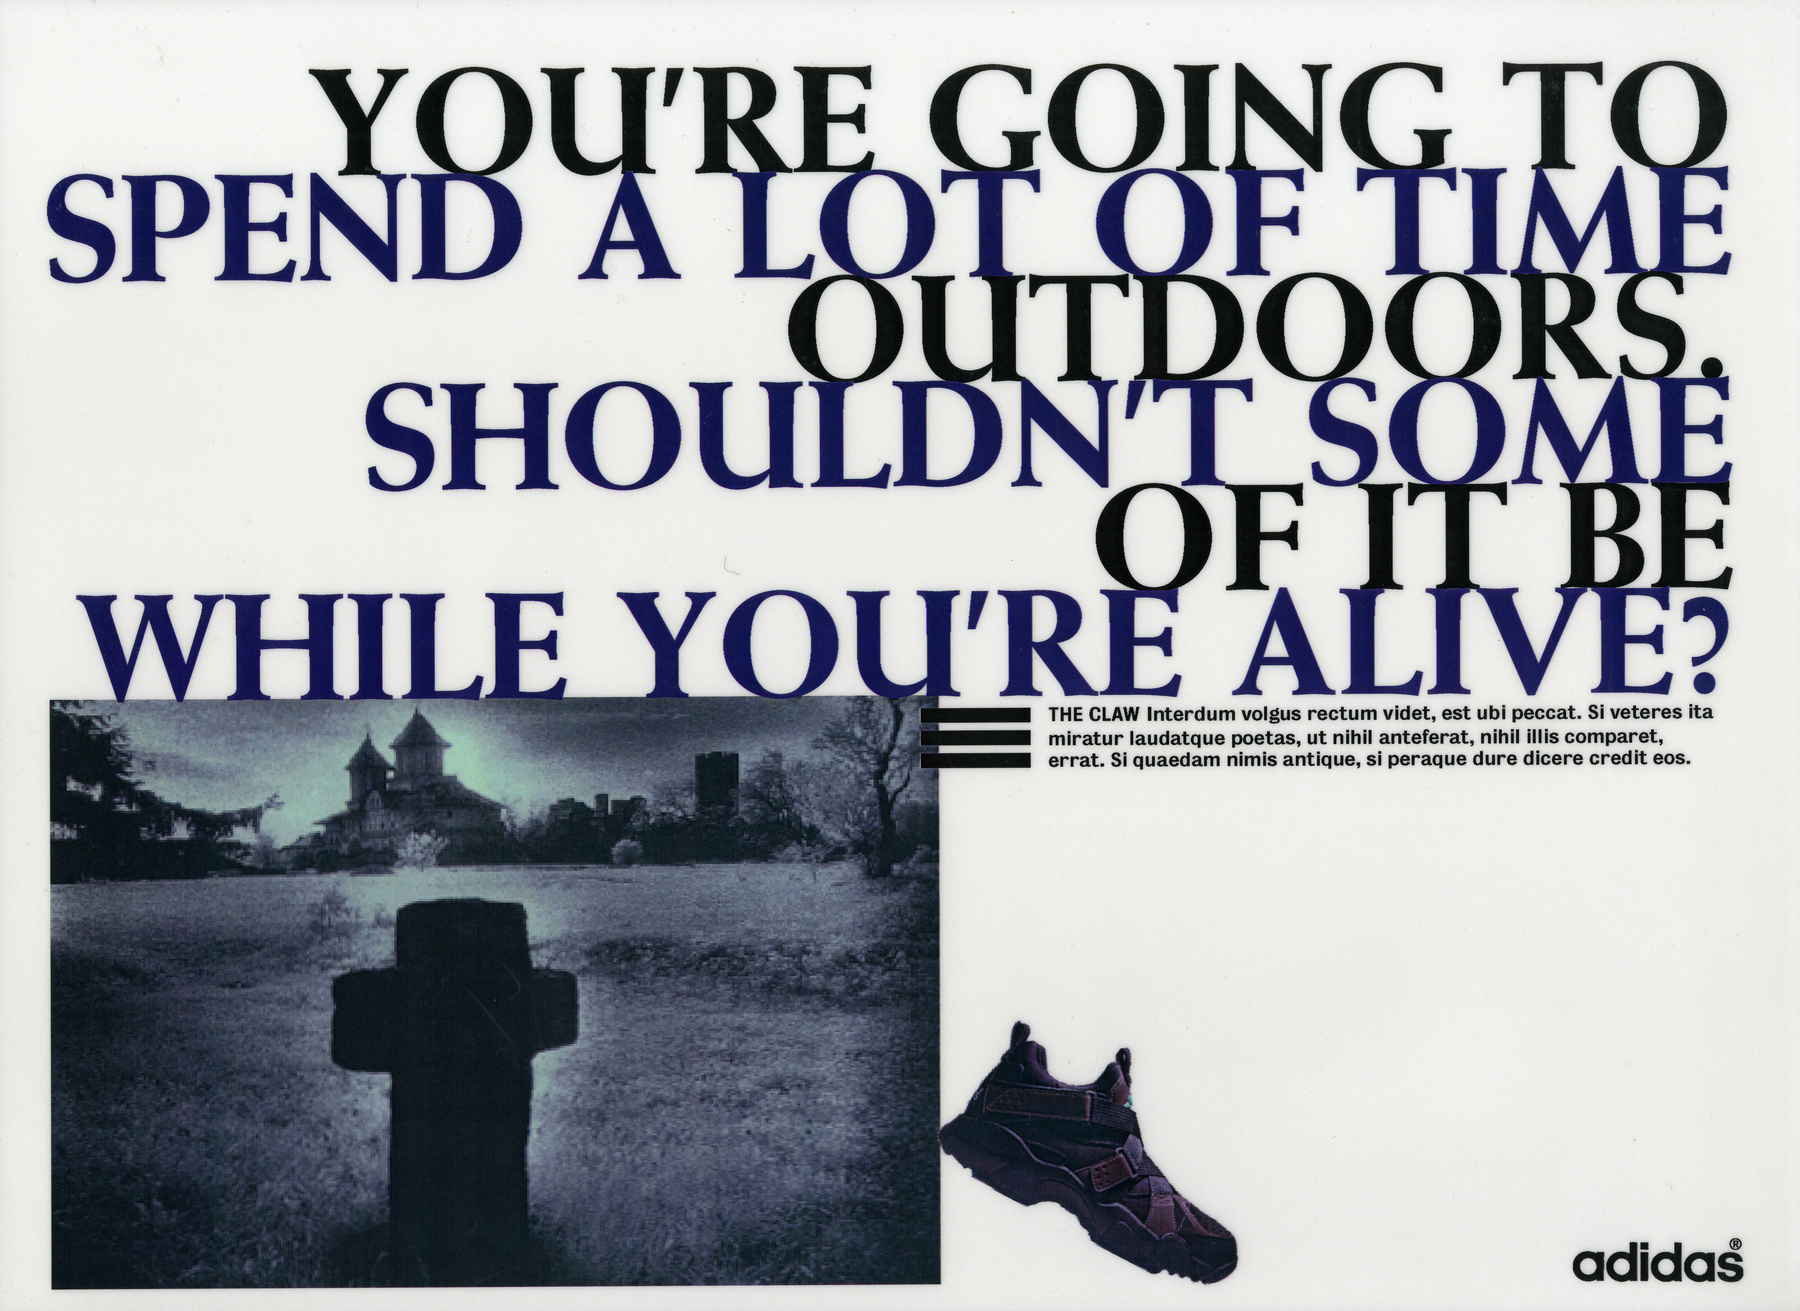 YOU'RE GOING TO
SPEND A LOT OF TIME
OUTDOORS.
SHOULDN'T SOME
OF IT BE
WHILE YOU'RE ALIVE?
THE CLAW Interdum volgus rectum videt, est ubi peccat. Si veteres ita
miratur laudatque poetas, ut nihil anteferat, nihil illis comparet,
errat. Si quaedam nimis antique, si peraque dure dicere credit eos.
adidas®